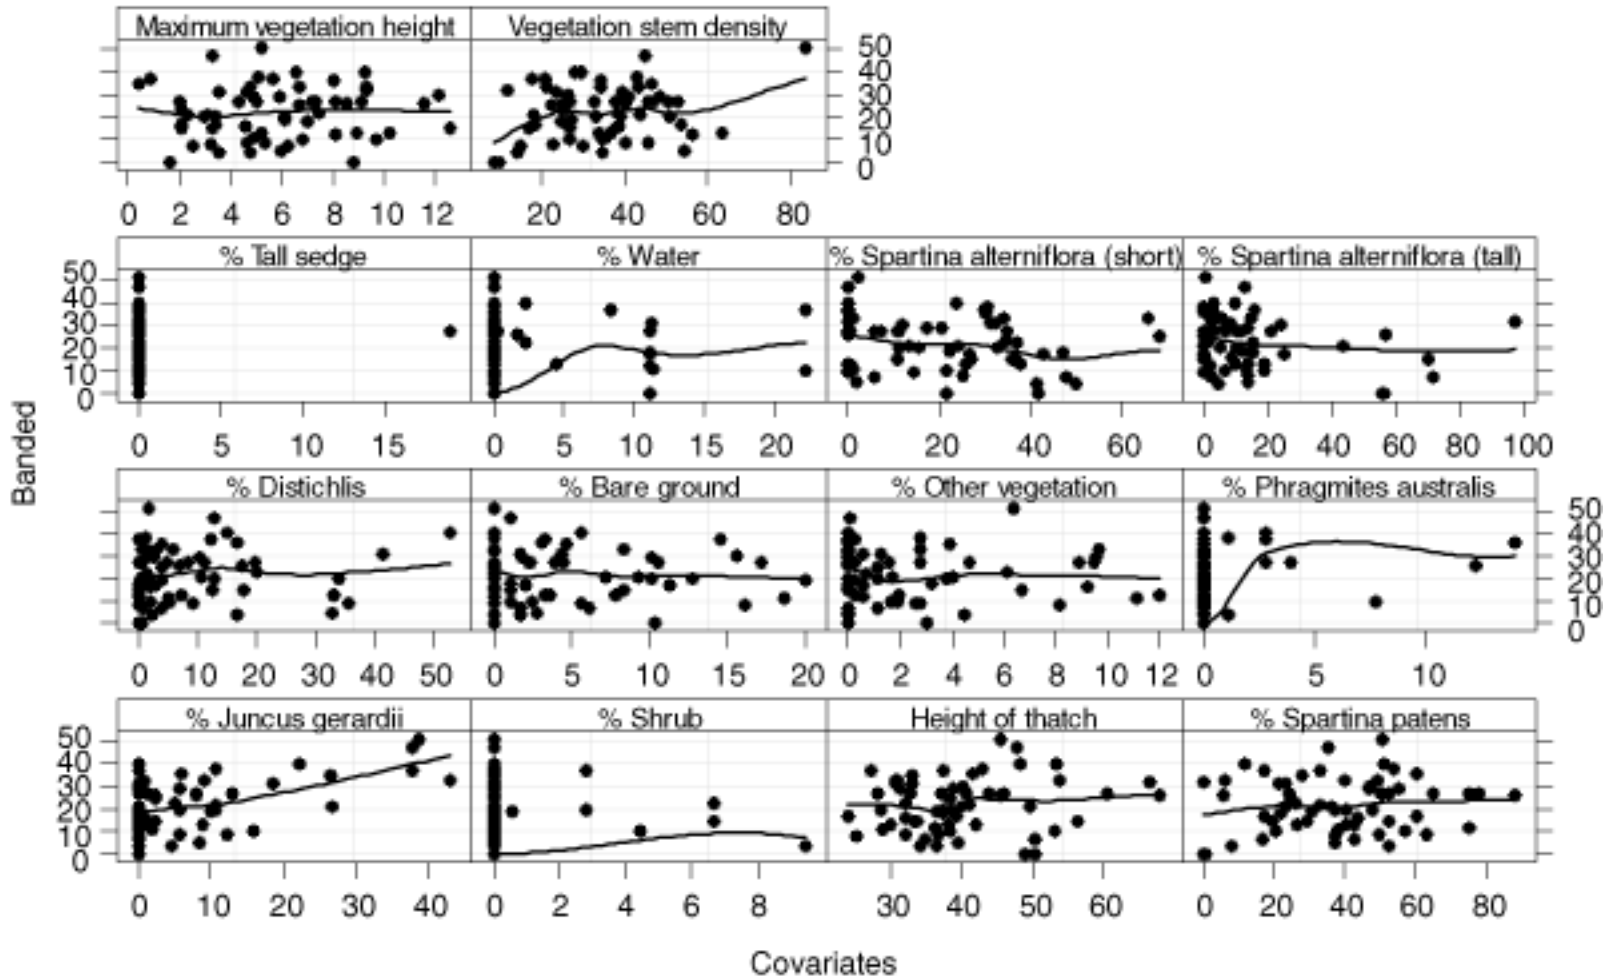 Maximum vegetation height Vegetation stem density
50
40
30
20
10
0
0 2 4 6 8 10 12 20 40 60 80
% Tall sedge % Water % Spartina alterniflora (short) % Spartina alterniflora (tall)
50
40
30
20
10
0
0 5 10 15 0 5 10 15 20 0 20 40 60 0 20 40 60 80 100
Banded
% Distichlis % Bare ground % Other vegetation % Phragmites australis
50
40
30
20
10
0
0 10 20 30 40 50 0 5 10 15 20 0 2 4 6 8 10 12 0 5 10
% Juncus gerardii % Shrub Height of thatch % Spartina patens
50
40
30
20
10
0
0 10 20 30 40 0 2 4 6 8 30 40 50 60 0 20 40 60 80
Covariates